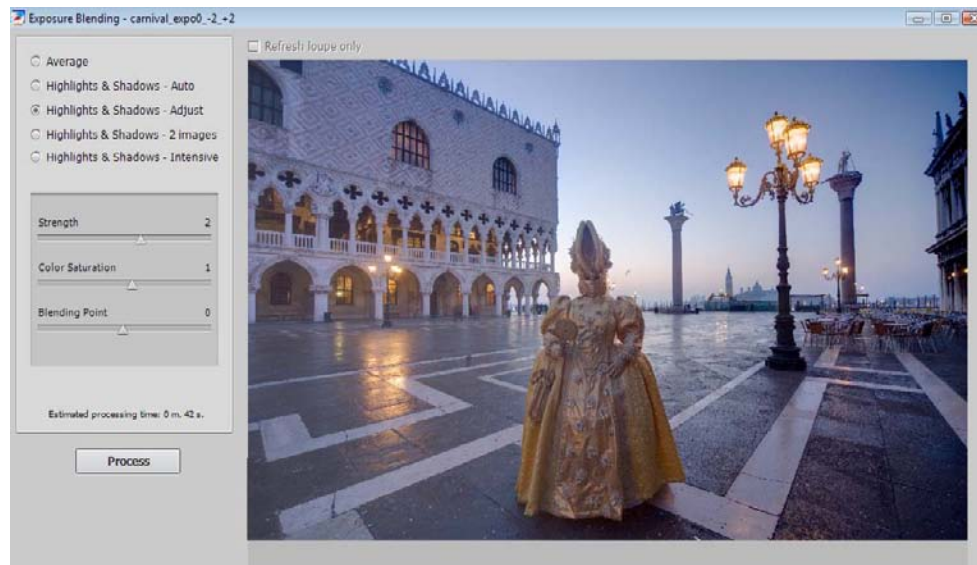 Exposure Blending - carnival_expo0_-2_+2
Average
Highlights & Shadows - Auto
Highlights & Shadows - Adjust
Highlights & Shadows - 2 images
Highlights & Shadows - Intensive
Strength 2
Color Saturation 1
Blending Point 0
Estimated processing time: 0 m. 42 s.
Process
Refresh loupe only